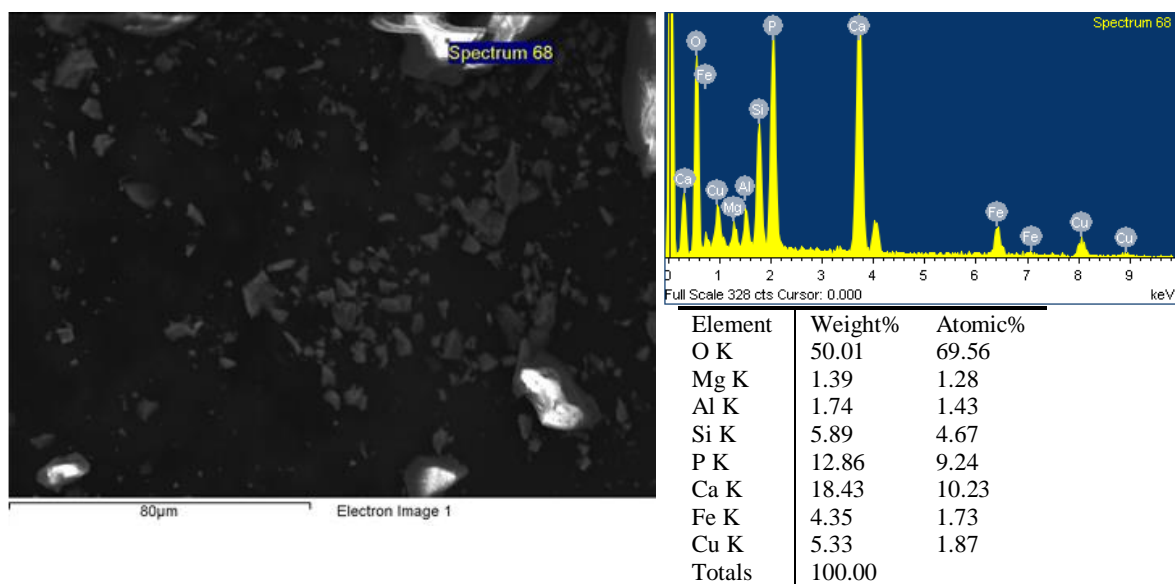 Spectrum 68
80µm Electron Image 1
Spectrum 68
P Ca
O
Fe
Si
Ca Cu Al
Mg
Fe Cu
Fe Cu
0 1 2 3 4 5 6 7 8 9
Full Scale 328 cts Cursor: 0.000 keV
Element Weight% Atomic%
O K 50.01 69.56
Mg K 1.39 1.28
Al K 1.74 1.43
Si K 5.89 4.67
P K 12.86 9.24
Ca K 18.43 10.23
Fe K 4.35 1.73
Cu K 5.33 1.87
Totals 100.00